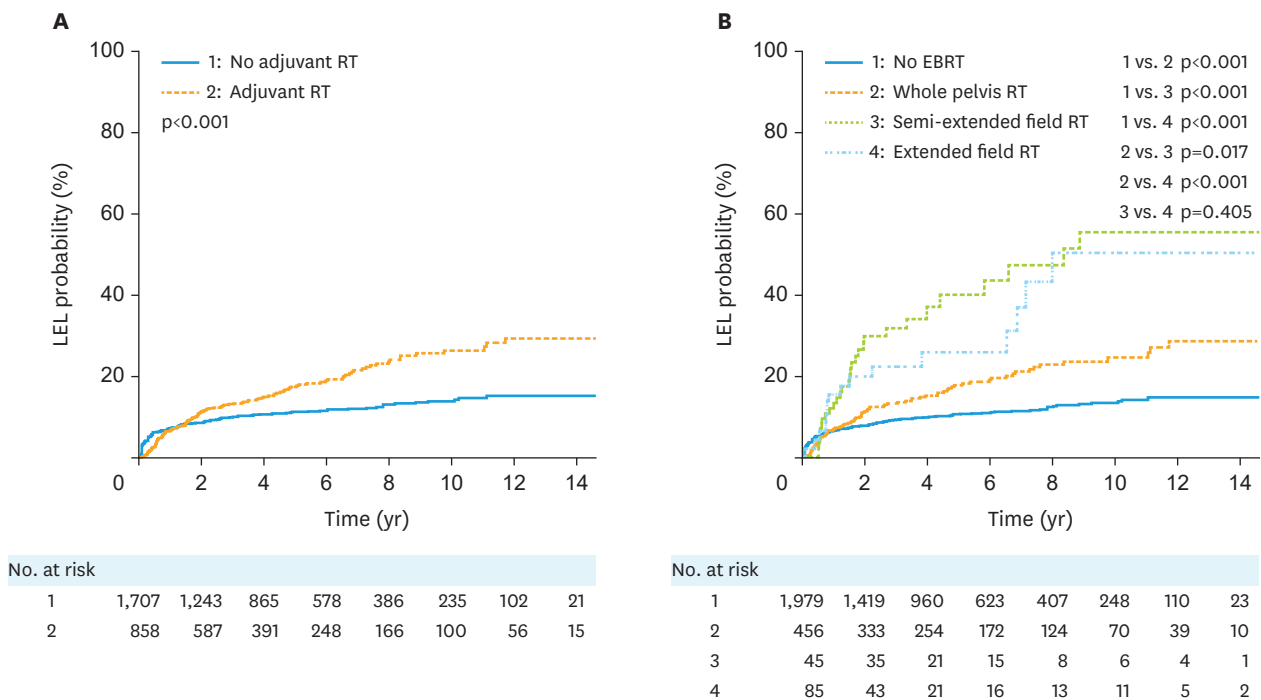 A
LEL probability (%)
100
80
60
40
20
1: No adjuvant RT
2: Adjuvant RT
p<0.001
0 2 4 6 8 10 12 14
Time (yr)
No. at risk
1 1,707 1,243 865 578 386 235 102 21
2 858 587 391 248 166 100 56 15
B
LEL probability (%)
100
80
60
40
20
1: No EBRT
2: Whole pelvis RT
3: Semi-extended field RT
4: Extended field RT
1 vs. 2 p<0.001
1 vs. 3 p<0.001
1 vs. 4 p<0.001
2 vs. 3 p=0.017
2 vs. 4 p<0.001
3 vs. 4 p=0.405
0 2 4 6 8 10 12 14
Time (yr)
No. at risk
1 1,979 1,419 960 623 407 248 110 23
2 456 333 254 172 124 70 39 10
3 45 35 21 15 8 6 4 1
4 85 43 21 16 13 11 5 2